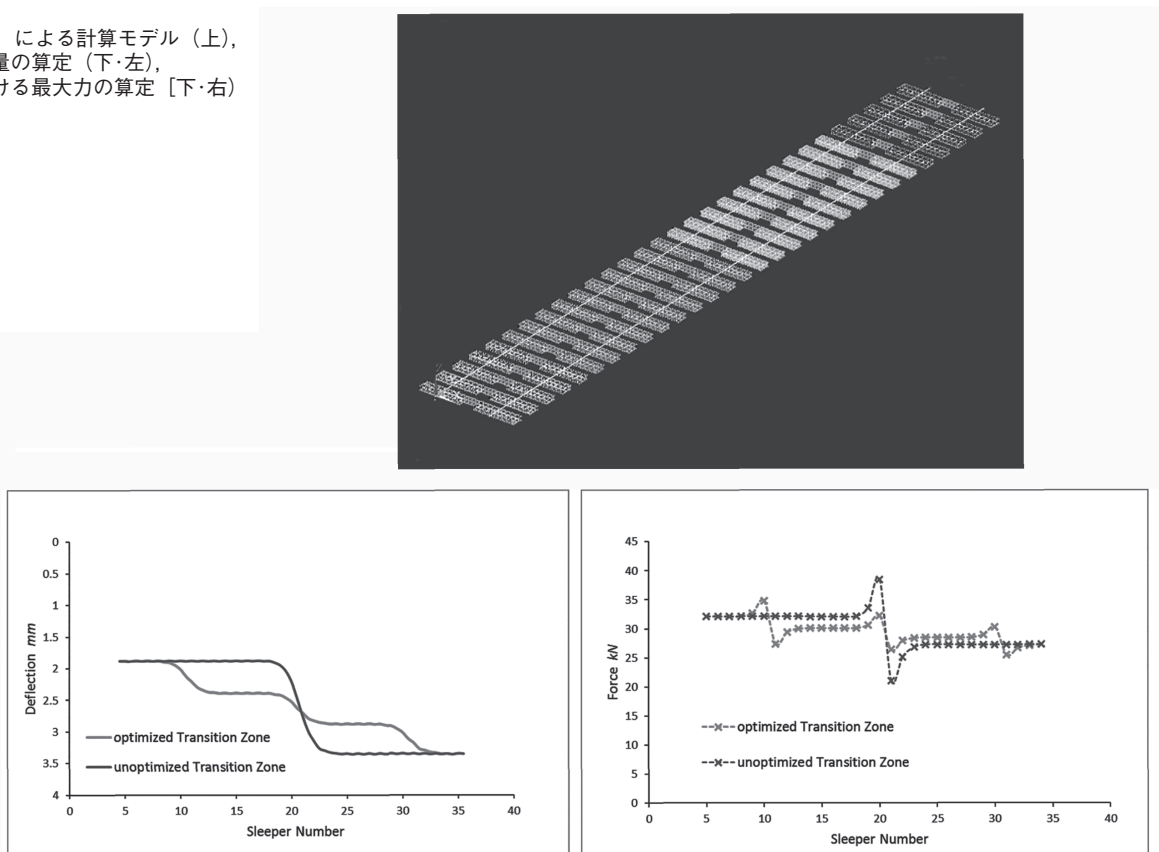 による計算モデル（上），
量の算定（下･左），
ける最大力の算定［下･右）
0
0.5
1
1.5
2
2.5
3
3.5
4
Deflection mm
optimized Transition Zone
unoptimized Transition Zone
0 5 10 15 20 25 30 35 40
Sleeper Number
45
40
35
30
25
20
15
10
5
0
Force kN
optimized Transition Zone
unoptimized Transition Zone
0 5 10 15 20 25 30 35 40
Sleeper Number